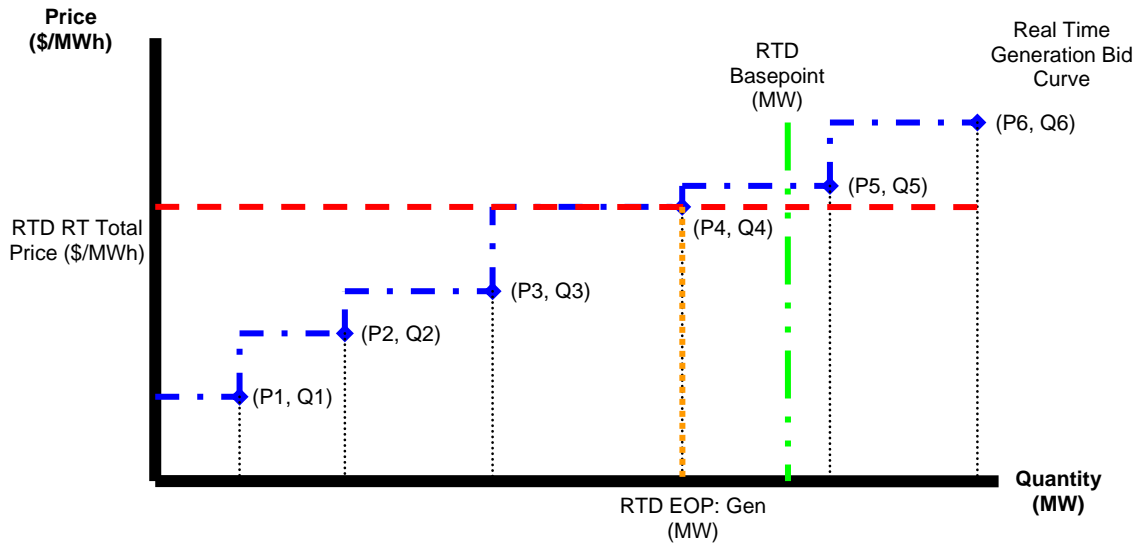 Price
($/MWh)
RTD
Basepoint
(MW)
Real Time
Generation Bid
Curve
(P6, Q6)
(P5, Q5)
RTD RT Total
Price ($/MWh)
(P4, Q4)
(P3, Q3)
(P2, Q2)
(P1, Q1)
Quantity
(MW)
RTD EOP: Gen
(MW)